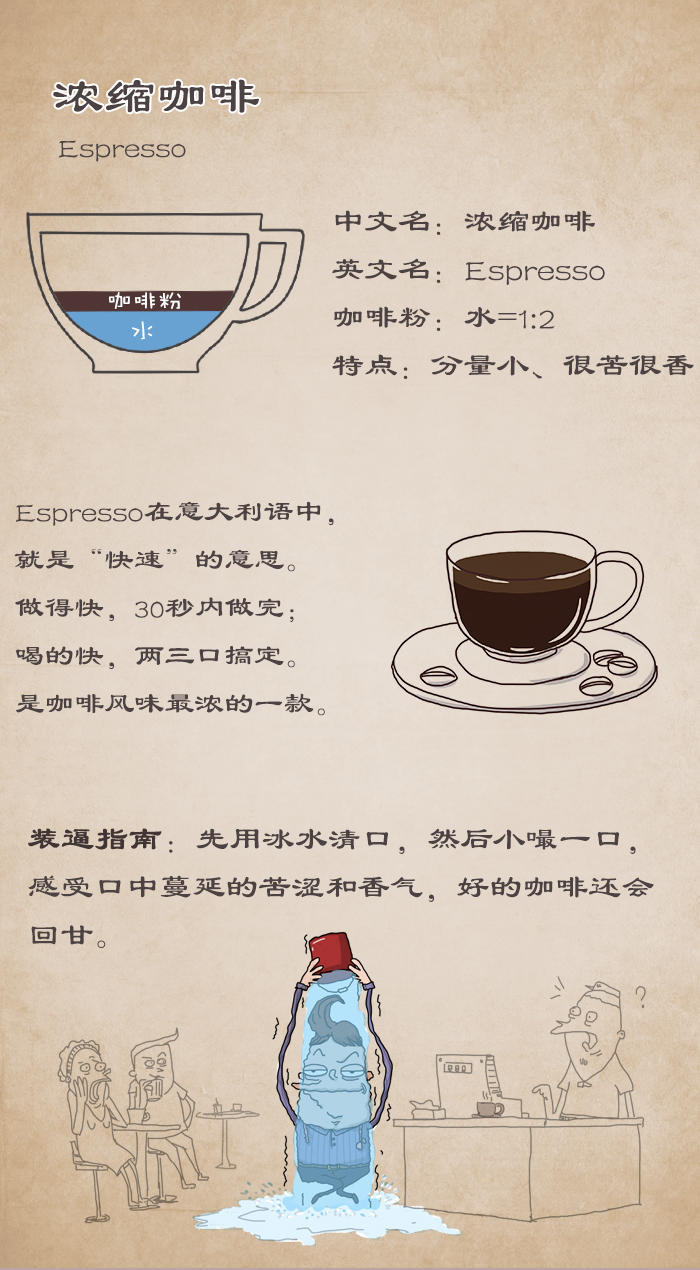 浓缩咖啡
Espresso
咖啡粉
水
中文名：浓缩咖啡
英文名：Espresso
咖啡粉：水=1:2
特点：分量小、很苦很香
Espresso在意大利语中，
就是“快速”的意思。
做得快，30秒内做完；
喝的快，两三口搞定。
是咖啡风味最浓的一款。
装逼指南：先用冰水清口，然后小嘬一口，
感受口中蔓延的苦涩和香气，好的咖啡还会
回甘。
?